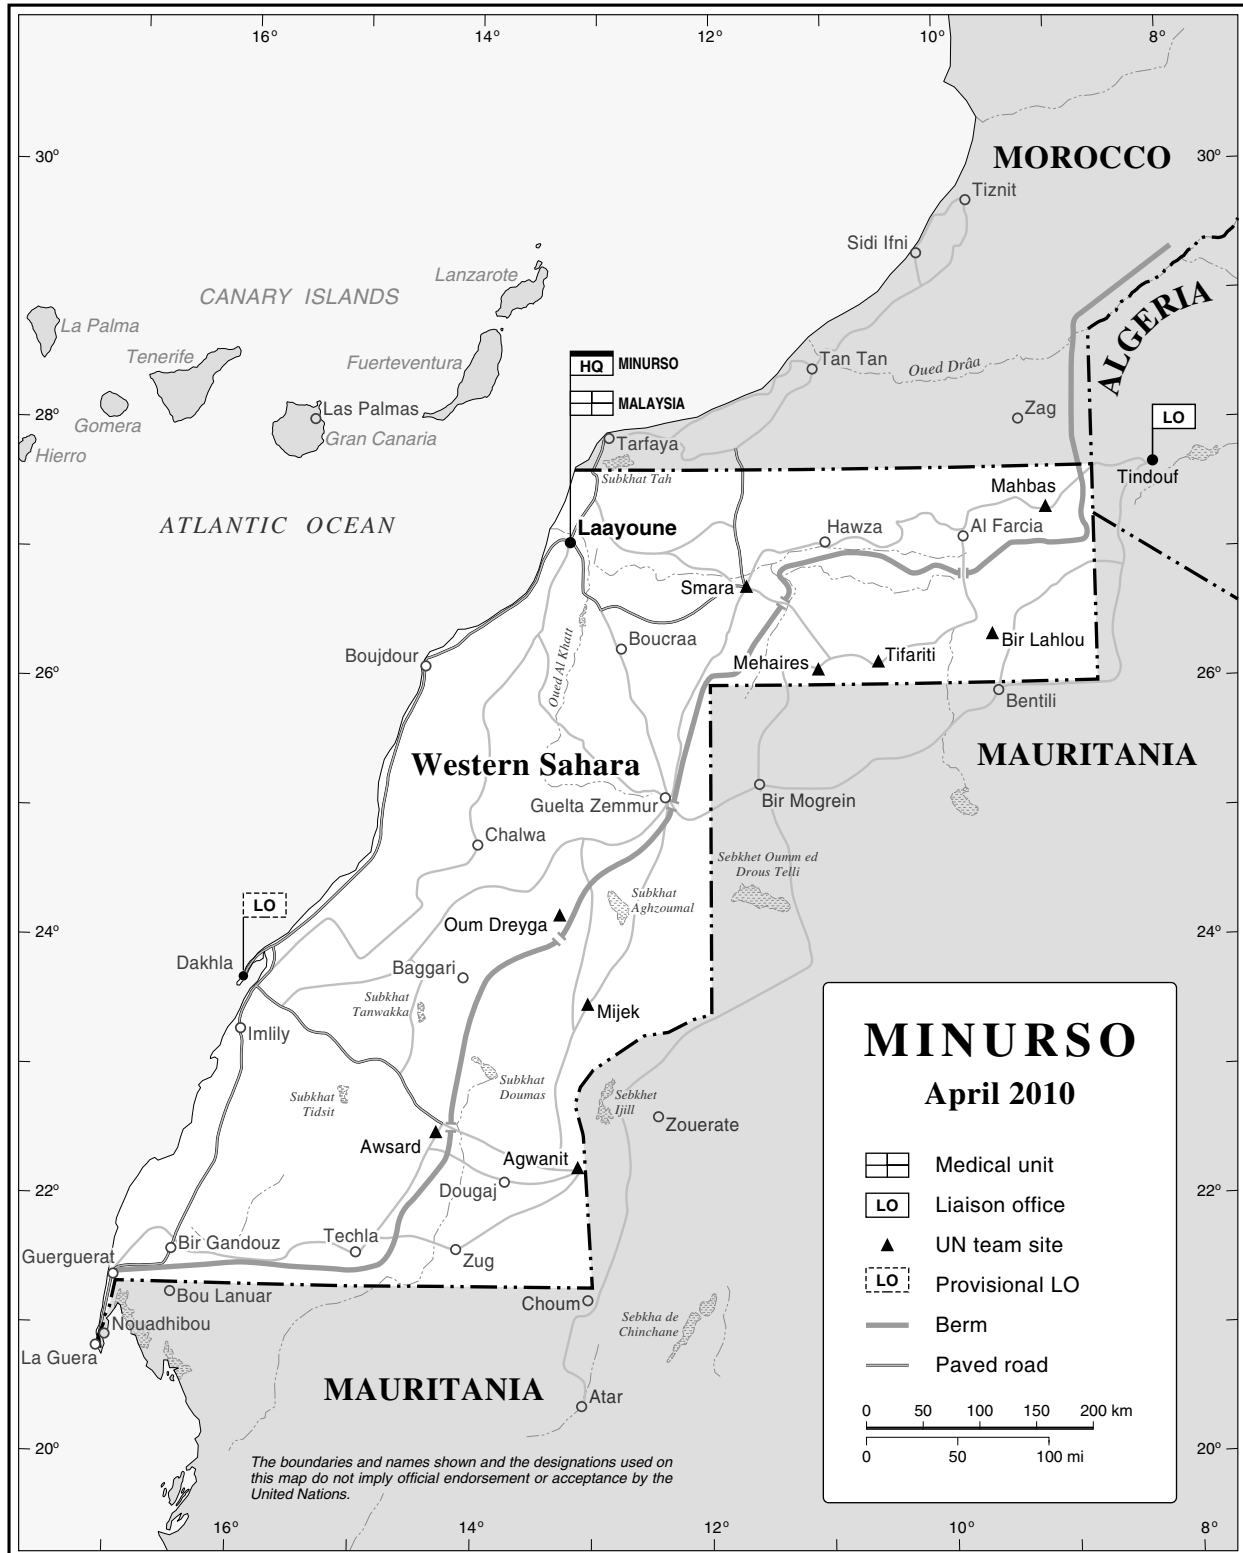 16°
14°
12°
10°
8°
30°
MOROCCO
30°
Tiznit
Sidi Ifni
Lanzarote
CANARY ISLANDS
ALGERIA
La Palma
Tenerife
Fuerteventura
HQ MINURSO
Tan Tan
Oued Drâa
MALAYSIA
Zag
LO
28°
Las Palmas
28°
Gomera
Gran Canaria
Tarfaya
Hierro
Subkhat Tah
Tindouf
Mahbas
ATLANTIC OCEAN
Laayoune
Hawza
Al Farcia
Smara
Boucraa
Bir Lahlou
Oued Al Khatt
Boujdour
Mehaires
Tifariti
26°
26°
Bentili
Western Sahara
MAURITANIA
Guelta Zemmur
Bir Mogrein
Chalwa
Sebkhet Oumm ed
Drous Telli
Subkhat
Aghzoumal
LO
Oum Dreyga
24°
24°
Dakhla
Baggari
Subkhat
Tanwakka
Mijek
Imlily
MINURSO
April 2010
Subkhat
Doumas
Subkhat
Tidsit
Sebkhet
Ijill
Zouerate
Awsard
Agwanit
Medical unit
22°
Dougaj
22°
LO Liaison office
Techla
Bir Gandouz
UN team site
Guerguerat
Zug
LO Provisional LO
Bou Lanuar
Choum
Nouadhibou
Sebkha de
Chinchane
Berm
La Guera
Paved road
MAURITANIA
Atar
0 50 100 150 200 km
20°
20°
0 50 100 mi
The boundaries and names shown and the designations used on
this map do not imply official endorsement or acceptance by the
United Nations.
16°
14°
12°
10°
8°